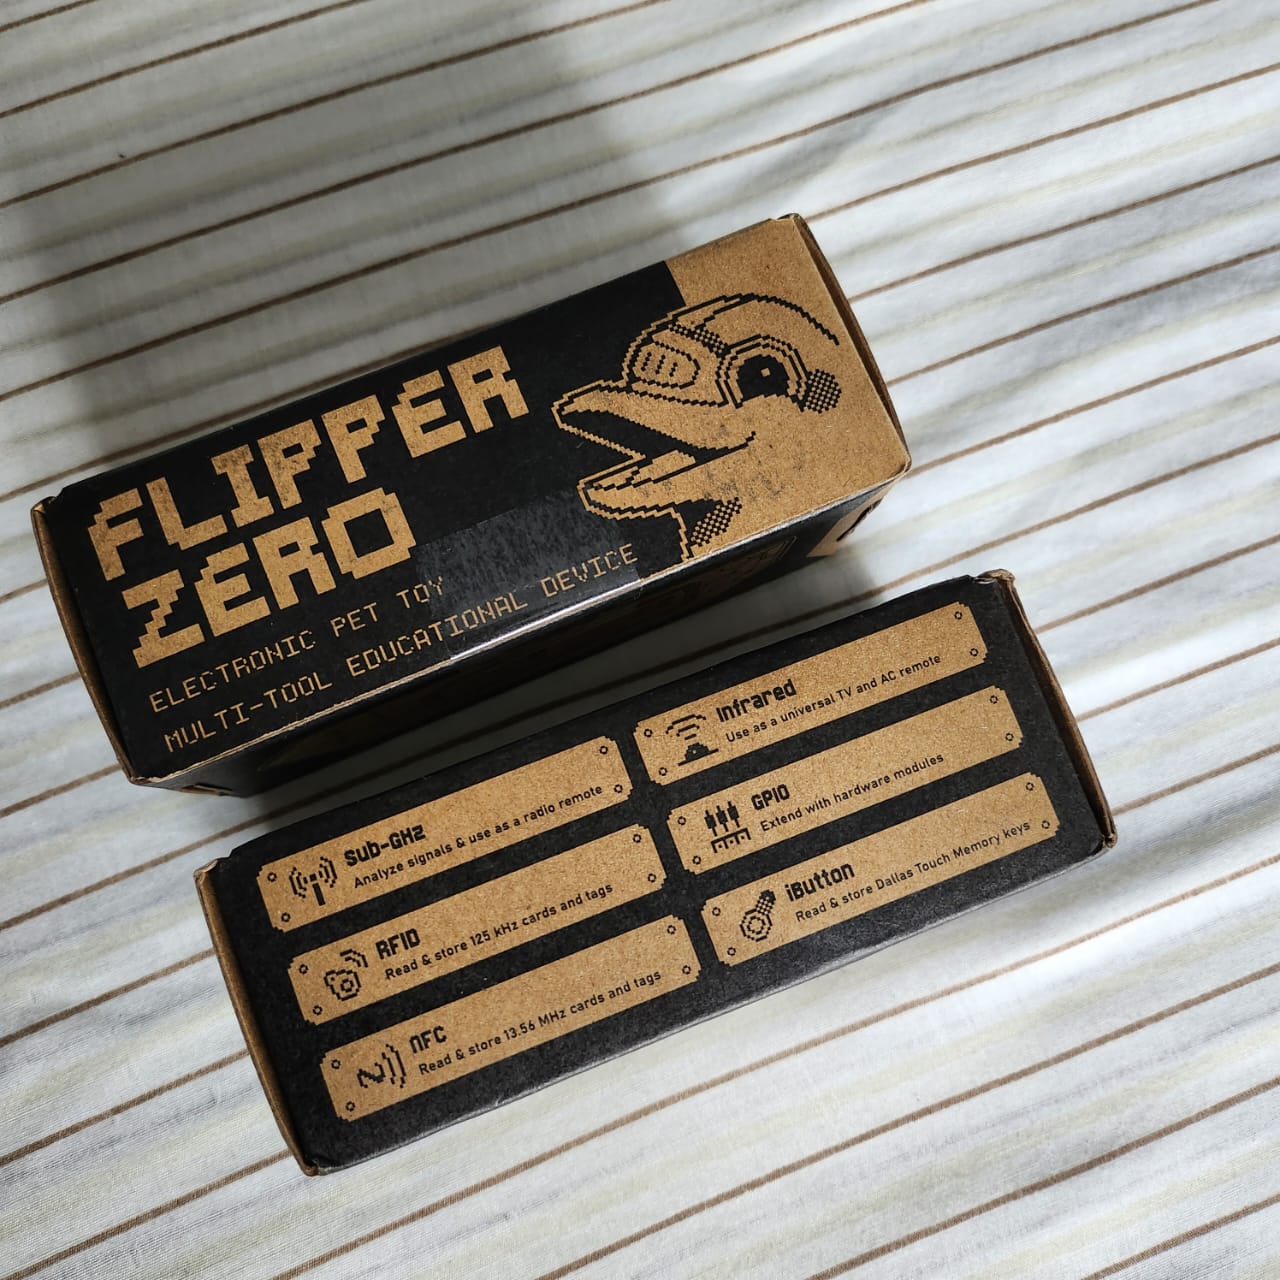 FLIPPER
ZERO
ELECTRONIC PET TOY
MULTI-TOOL EDUCATIONAL DEVICE
Sub-GHz
Analyze signals & use as a radio remote
RFID
Read & store 125 kHz cards and tags
NFC
Read & store 13.56 MHz cards and tags
Infrared
Use as a universal TV and AC remote
GPIO
Extend with hardware modules
iButton
Read & store Dallas Touch Memory keys